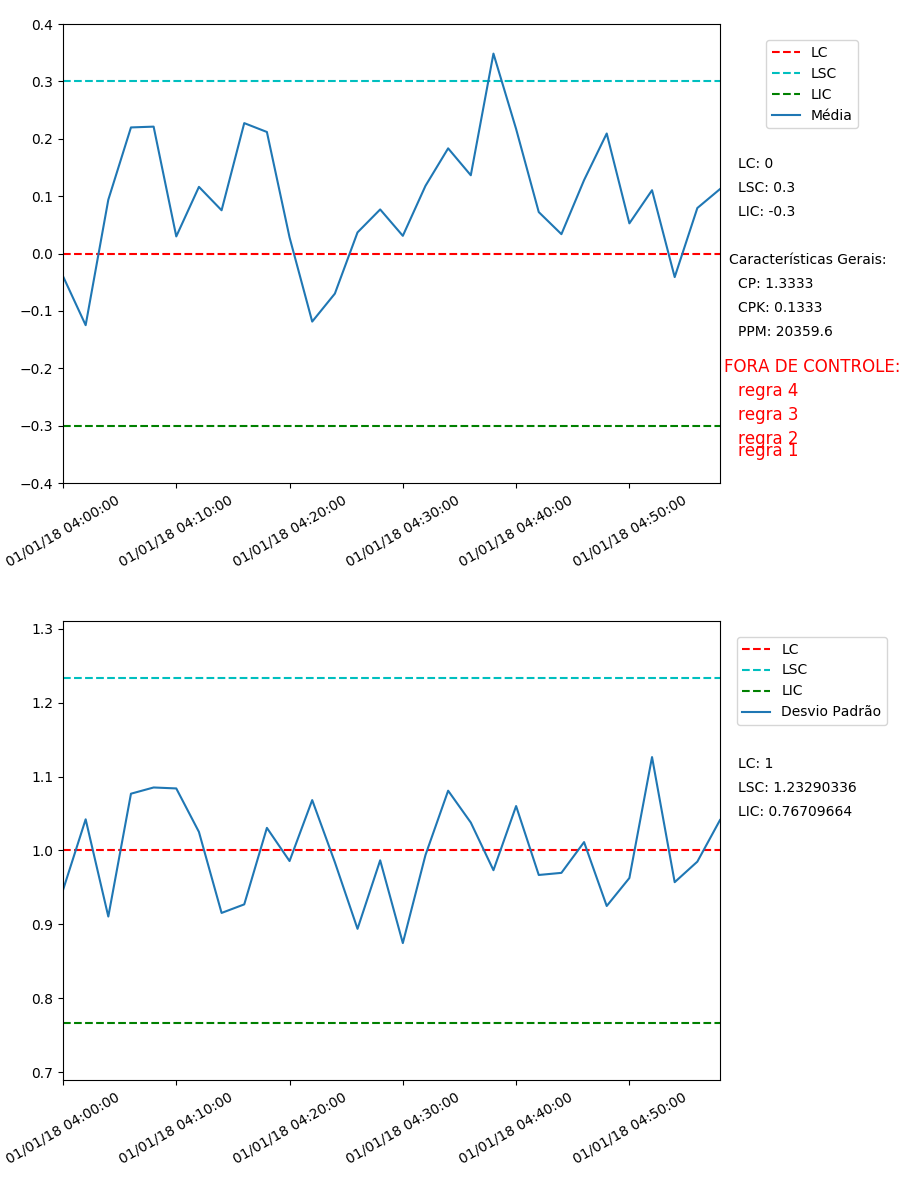 0.4
0.3
0.2
0.1
0.0
−0.1
−0.2
−0.3
−0.4
01/01/18 04:00:00
01/01/18 04:10:00
01/01/18 04:20:00
01/01/18 04:30:00
01/01/18 04:40:00
01/01/18 04:50:00
LC
LSC
LIC
Média
LC: 0
LSC: 0.3
LIC: -0.3
Características Gerais:
CP: 1.3333
CPK: 0.1333
PPM: 20359.6
FORA DE CONTROLE:
regra 4
regra 3
regra 2
regra 1
1.3
1.2
1.1
1.0
0.9
0.8
0.7
01/01/18 04:00:00
01/01/18 04:10:00
01/01/18 04:20:00
01/01/18 04:30:00
01/01/18 04:40:00
01/01/18 04:50:00
LC
LSC
LIC
Desvio Padrão
LC: 1
LSC: 1.23290336
LIC: 0.76709664